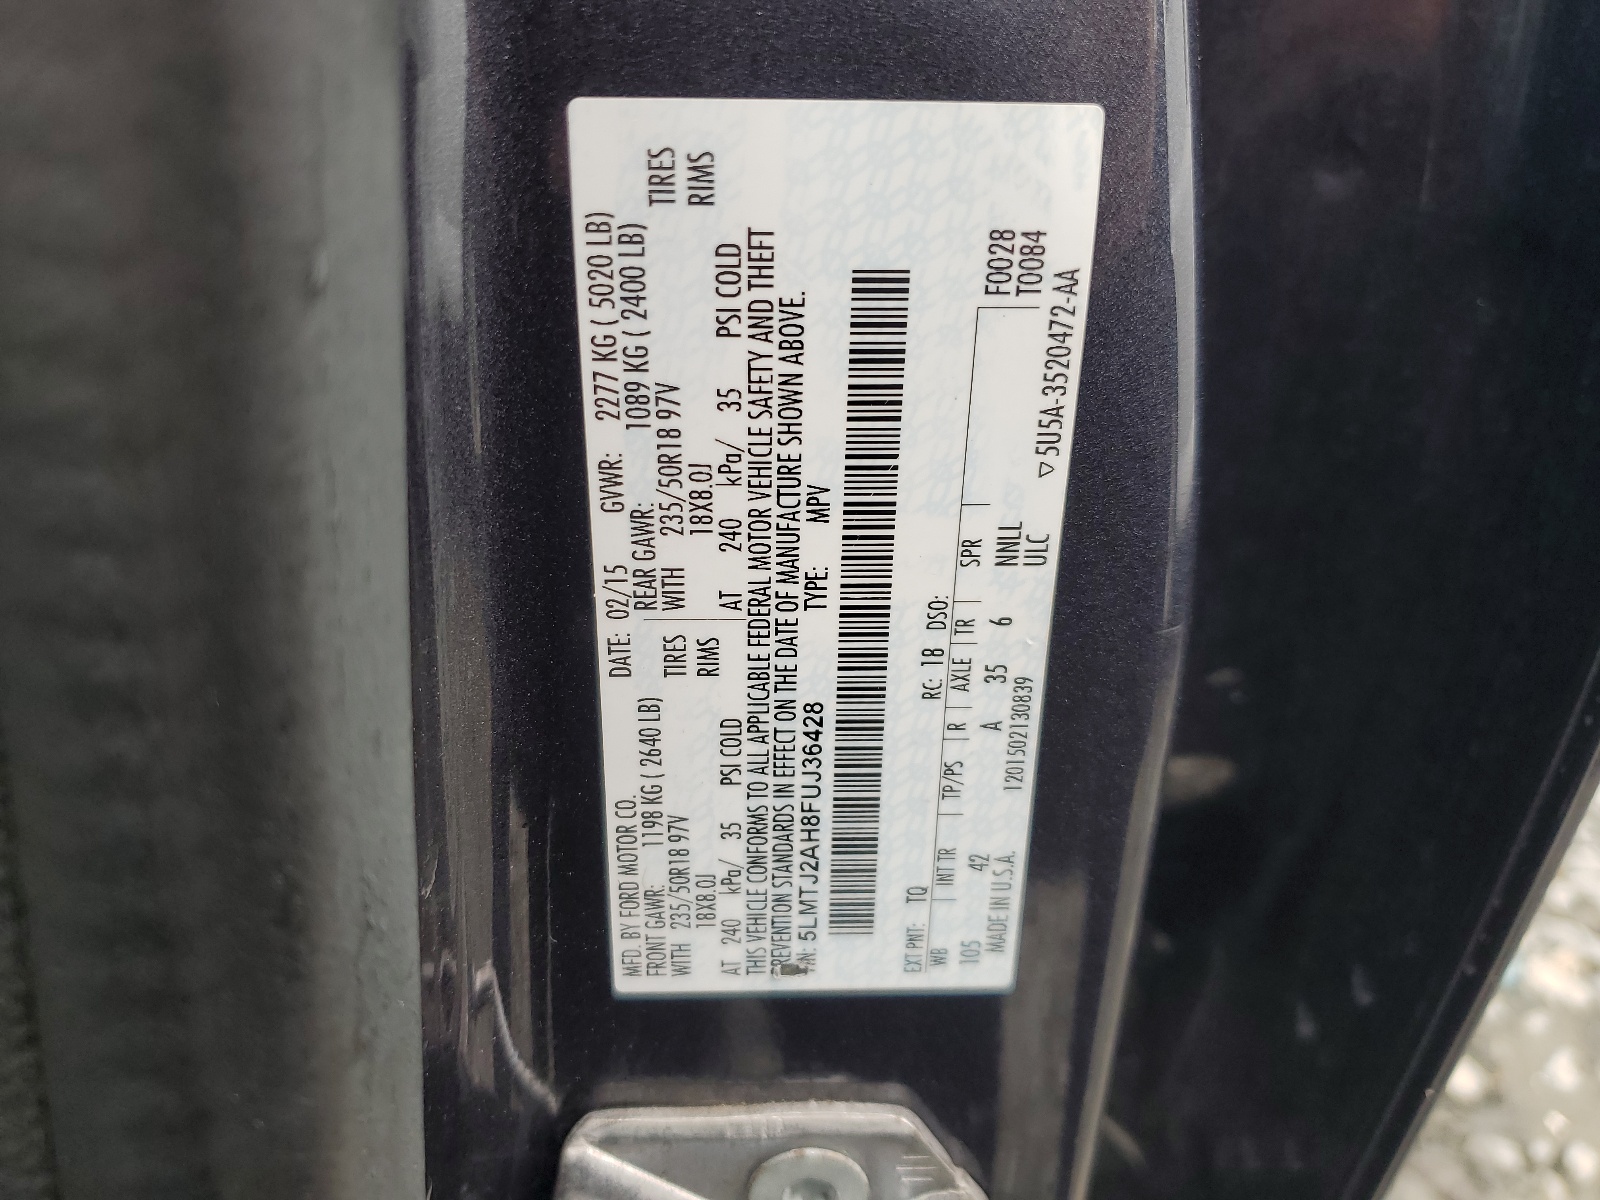 MFD. BY FORD MOTOR CO.
DATE: 02/15 GVWR: 2277 KG ( 5020 LB)
FRONT GAWR: 1198 KG ( 2640 LB) REAR GAWR: 1089 KG ( 2400 LB)
WITH 235/50R18 97V TIRES WITH 235/50R18 97V TIRES
18X8.0J RIMS 18X8.0J RIMS
AT 240 kPa/ 35 PSI COLD AT 240 kPa/ 35 PSI COLD
THIS VEHICLE CONFORMS TO ALL APPLICABLE FEDERAL MOTOR VEHICLE SAFETY AND THEFT
PREVENTION STANDARDS IN EFFECT ON THE DATE OF MANUFACTURE SHOWN ABOVE.
5LMTJ2AH8FUJ36428 TYPE: MPV
EXT PNT: TQ RC: 18 DSO: F0028
WB INT TR TP/PS R AXLE TR SPR T0084
105 42 A 35 6 NNLL
MADE IN U.S.A. 1201502130839 ULC ▽5U5A-3520472-AA